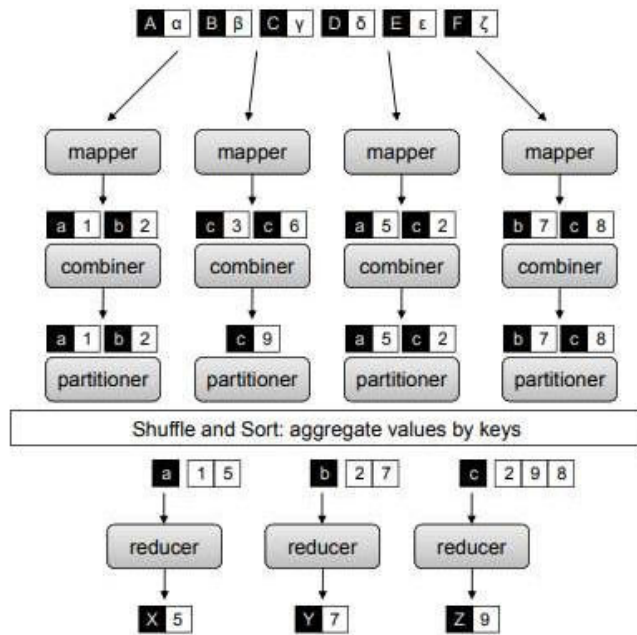 A α B β C γ D δ E ε F ζ
mapper mapper mapper mapper
a 1 b 2 c 3 c 6 a 5 c 2 b 7 c 8
combiner combiner combiner combiner
a 1 b 2 c 9 a 5 c 2 b 7 c 8
partitioner partitioner partitioner partitioner
Shuffle and Sort: aggregate values by keys
a 1 5 b 2 7 c 2 9 8
reducer reducer reducer
X 5 Y 7 Z 9